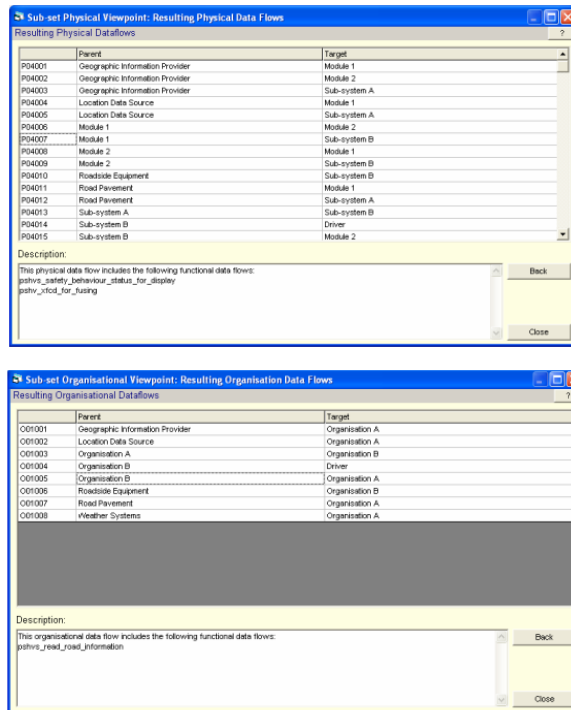 Sub-set Physical Viewpoint: Resulting Physical Data Flows
Resulting Physical Dataflows ?
Parent Target
P04001 Geographic Information Provider Module 1
P04002 Geographic Information Provider Module 2
P04003 Geographic Information Provider Sub-system A
P04004 Location Data Source Module 1
P04005 Location Data Source Sub-system A
P04006 Module 1 Module 2
P04007 Module 1 Sub-system B
P04008 Module 2 Module 1
P04009 Module 2 Sub-system B
P04010 Roadside Equipment Sub-system B
P04011 Road Pavement Module 1
P04012 Road Pavement Sub-system A
P04013 Sub-system A Sub-system B
P04014 Sub-system B Driver
P04015 Sub-system B Module 2
Description:
This physical data flow includes the following functional data flows: Back
pshvs_safety_behaviour_status_for_display
pshv_xfcd_for_fusing
Close
Sub-set Organisational Viewpoint: Resulting Organisation Data Flows
Resulting Organisational Dataflows ?
Parent Target
O01001 Geographic Information Provider Organisation A
O01002 Location Data Source Organisation A
O01003 Organisation A Organisation B
O01004 Organisation B Driver
O01005 Organisation B Organisation A
O01006 Roadside Equipment Organisation B
O01007 Road Pavement Organisation A
O01008 Weather Systems Organisation A
Description:
This organisational data flow includes the following functional data flows: Back
pshvs_read_road_information
Close